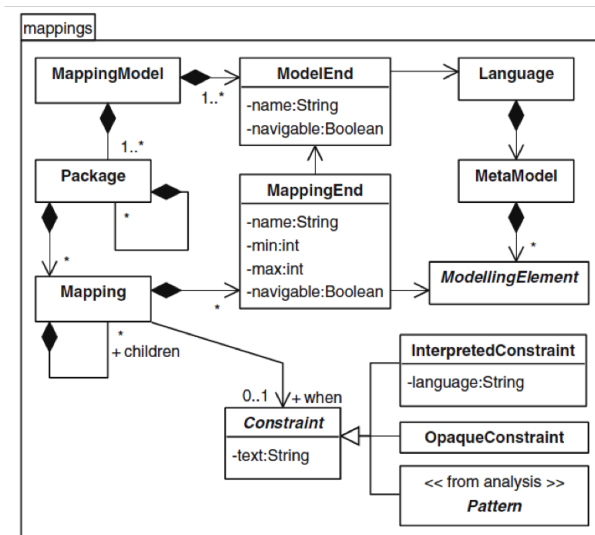 mappings
MappingModel
1..*
ModelEnd
-name:String
-navigable:Boolean
Language
1..*
Package
*
MappingEnd
-name:String
-min:int
-max:int
-navigable:Boolean
MetaModel
*
*
Mapping
*
ModellingElement
*
+ children
0..1
+ when
Constraint
-text:String
InterpretedConstraint
-language:String
OpaqueConstraint
<< from analysis >>
Pattern